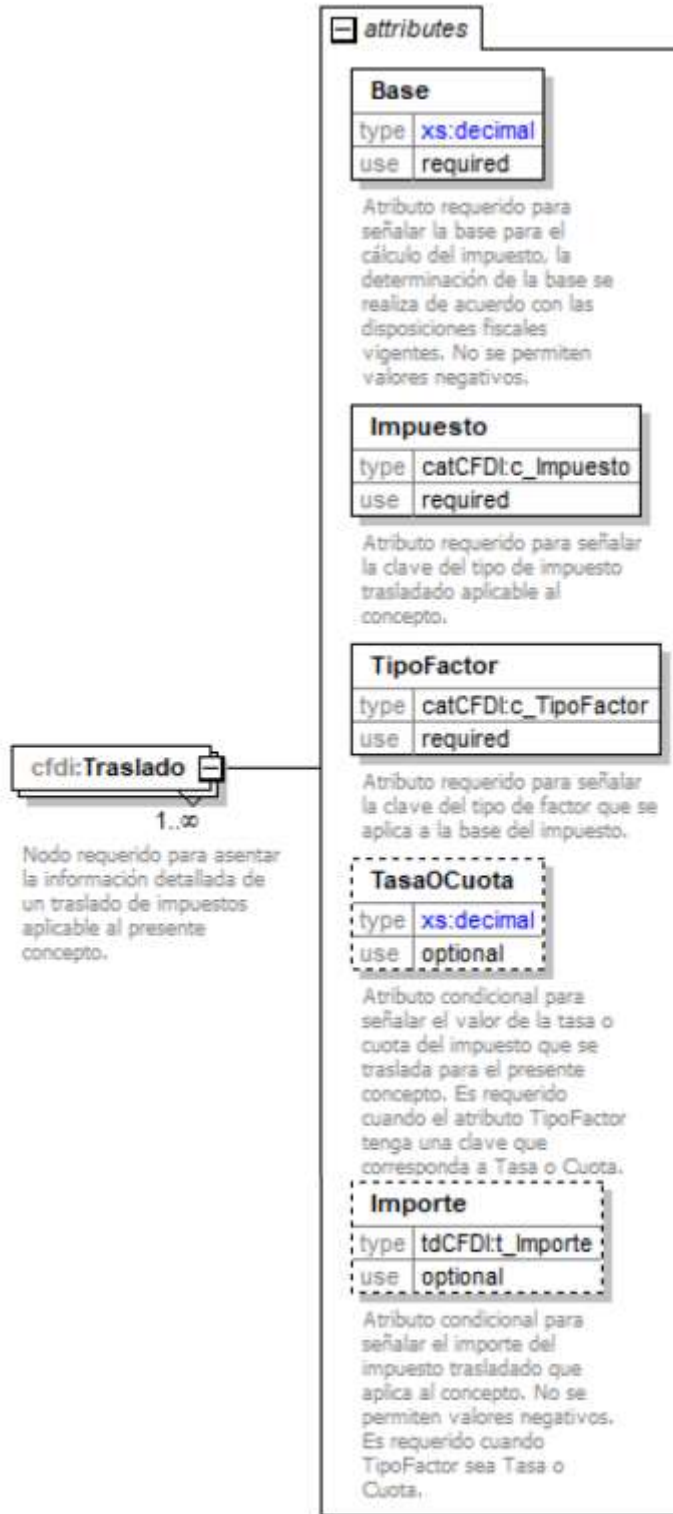 attributes
Base
type xs:decimal
use required
Atributo requerido para
señalar la base para el
cálculo del impuesto, la
determinación de la base se
realiza de acuerdo con las
disposiciones fiscales
vigentes. No se permiten
valores negativos.
Impuesto
type catCFDI:c_Impuesto
use required
Atributo requerido para señalar
la clave del tipo de impuesto
trasladado aplicable al
concepto.
TipoFactor
type catCFDI:c_TipoFactor
use required
Atributo requerido para señalar
la clave del tipo de factor que se
aplica a la base del impuesto.
cfdi:Traslado
1..∞
Nodo requerido para asentar
la información detallada de
un traslado de impuestos
aplicable al presente
concepto.
TasaOCuota
type xs:decimal
use optional
Atributo condicional para
señalar el valor de la tasa o
cuota del impuesto que se
traslada para el presente
concepto. Es requerido
cuando el atributo TipoFactor
tenga una clave que
corresponda a Tasa o Cuota.
Importe
type tdCFDI:t_Importe
use optional
Atributo condicional para
señalar el importe del
impuesto trasladado que
aplica al concepto. No se
permiten valores negativos.
Es requerido cuando
TipoFactor sea Tasa o
Cuota.